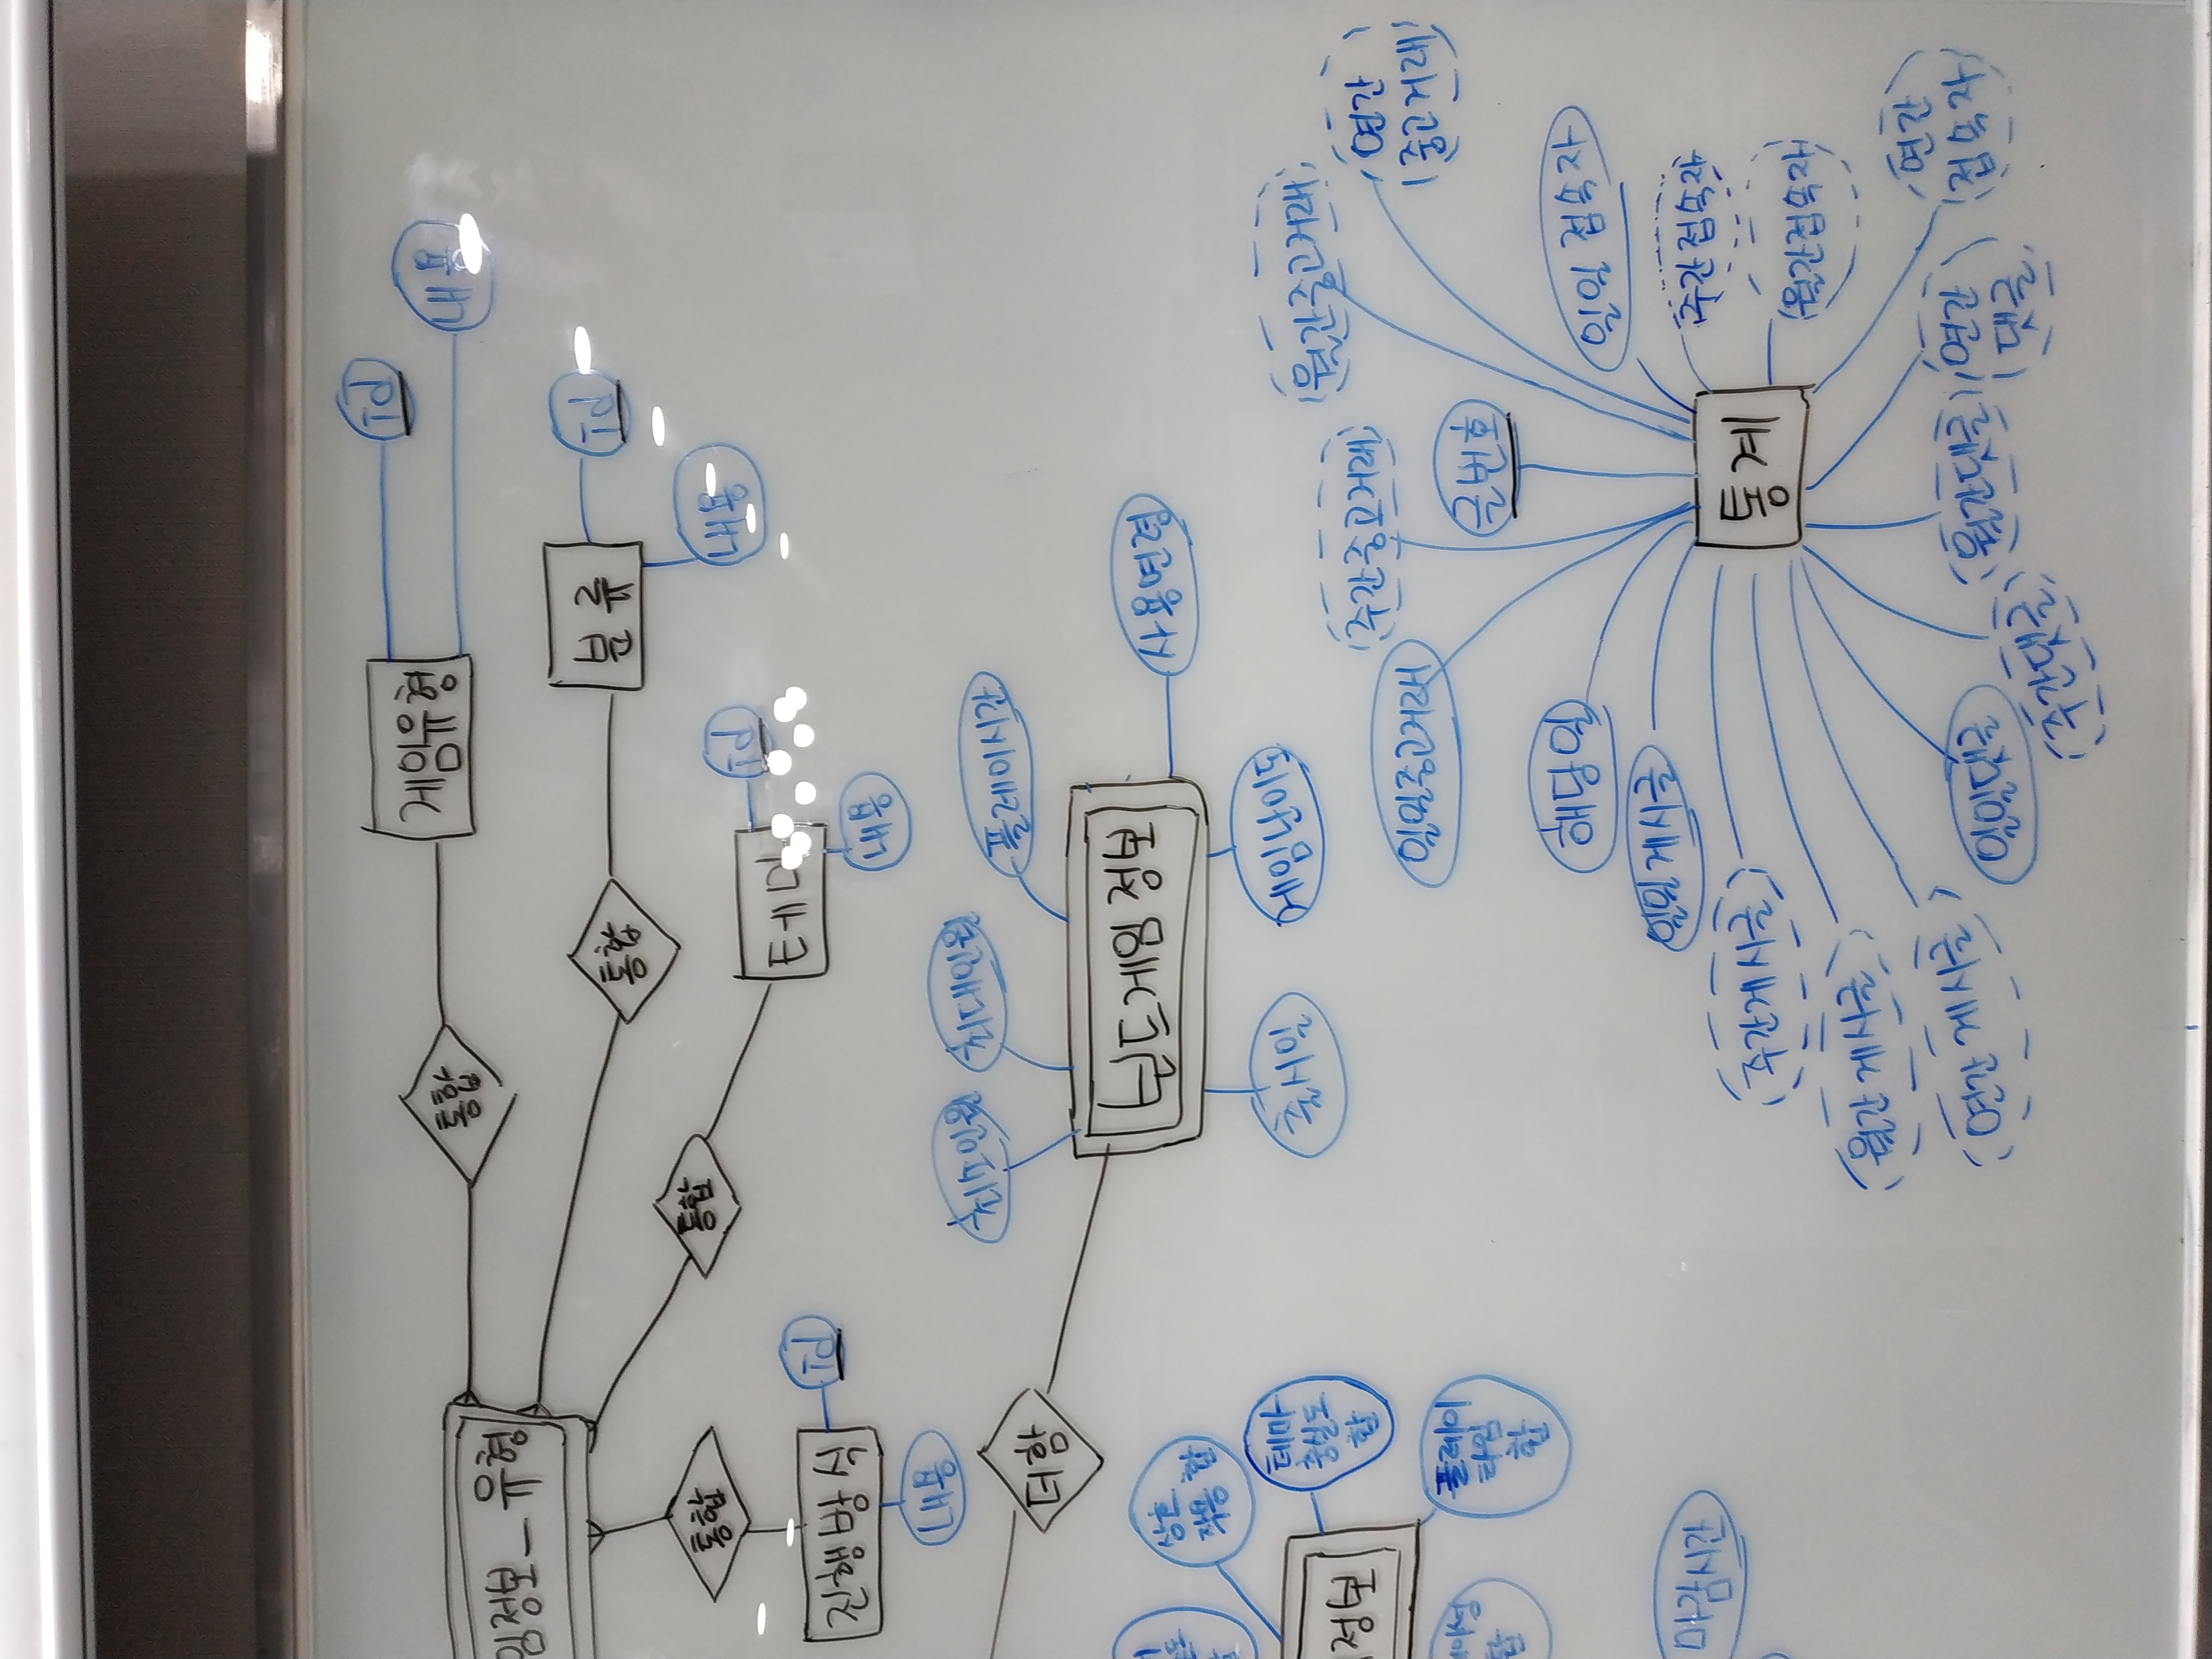 id
게임유형
내용
통합
임정보_유형
분류
id
통합
내용
통합
통합
id
테마
진행방식
id
내용
내용
최소인원
최대인원
플레이시간
더함
보드게임 정보
사용연령
상호
작용 합
출시일
게임난이도
테마
충실도
합
정보
월간중고거래
주간중고거래
연간
중고거래
일일중고거래
플레이
타임
합
글번호
해당일
일일 접속자
일일게시글
마감시간
주간접속자
통계
주간게시글
월간접속자
월간게시글
연간
접속자
연간게시글
일일댓글
월간댓글
연간
댓글
주간댓글